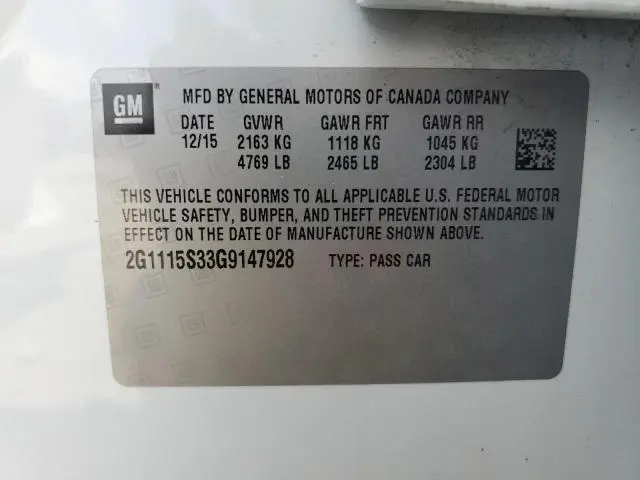 GM ® MFD BY GENERAL MOTORS OF CANADA COMPANY
DATE GVWR GAWR FRT GAWR RR
12/15 2163 KG 1118 KG 1045 KG
4769 LB 2465 LB 2304 LB
THIS VEHICLE CONFORMS TO ALL APPLICABLE U.S. FEDERAL MOTOR
VEHICLE SAFETY, BUMPER, AND THEFT PREVENTION STANDARDS IN
EFFECT ON THE DATE OF MANUFACTURE SHOWN ABOVE.
2G1115S33G9147928 TYPE: PASS CAR